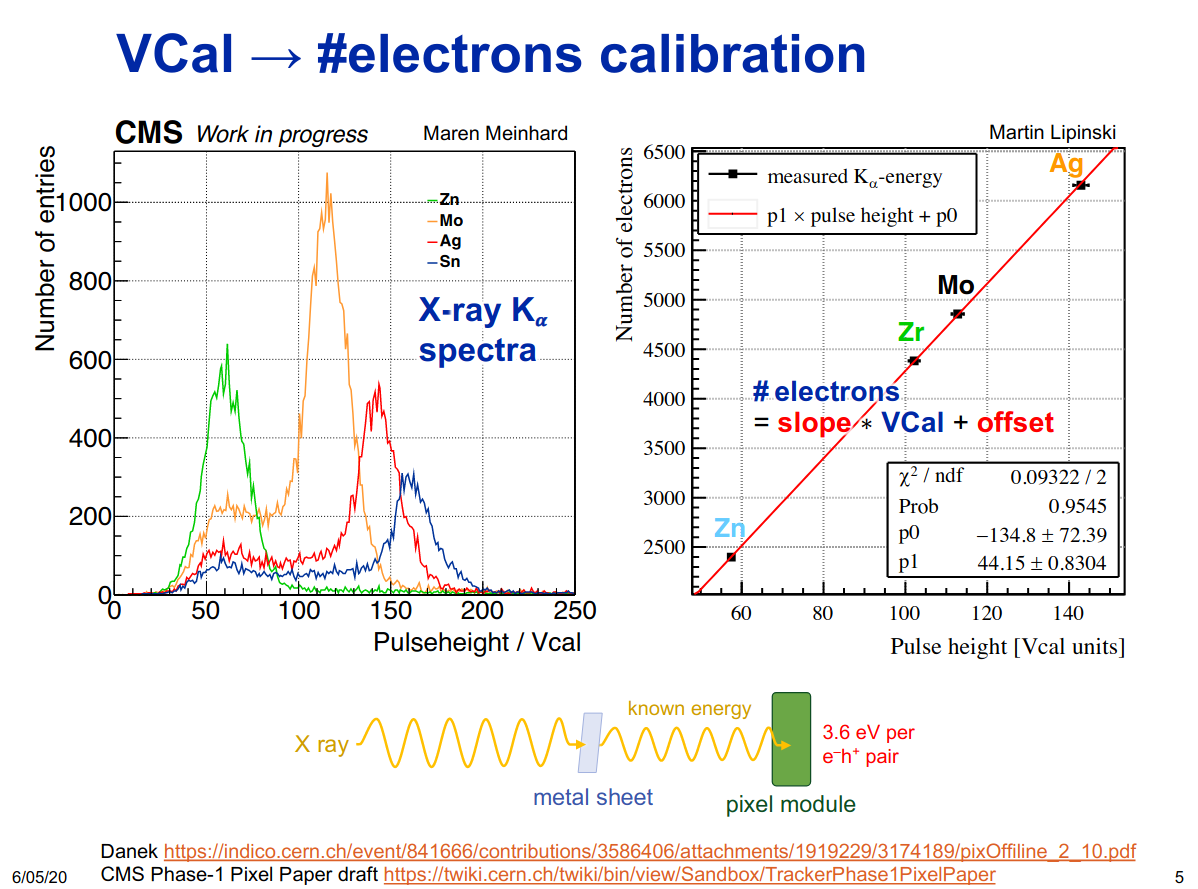 VCal → #electrons calibration
CMS Work in progress Maren Meinhard
Number of entries
1000
800
600
400
200
0
0 50 100 150 200 250
Pulseheight / Vcal
Zn
Mo
Ag
Sn
X-ray Kα
spectra
Martin Lipinski
Number of electrons
6500
6000
5500
5000
4500
4000
3500
3000
2500
60 80 100 120 140
Pulse height [Vcal units]
measured Kα-energy
p1 × pulse height + p0
Ag
Mo
Zr
Zn
# electrons
= slope * VCal + offset
χ² / ndf 0.09322 / 2
Prob 0.9545
p0 −134.8 ± 72.39
p1 44.15 ± 0.8304
X ray
known energy
3.6 eV per
e⁻h⁺ pair
metal sheet
pixel module
Danek https://indico.cern.ch/event/841666/contributions/3586406/attachments/1919229/3174189/pixOffiline_2_10.pdf
CMS Phase-1 Pixel Paper draft https://twiki.cern.ch/twiki/bin/view/Sandbox/TrackerPhase1PixelPaper
6/05/20
5